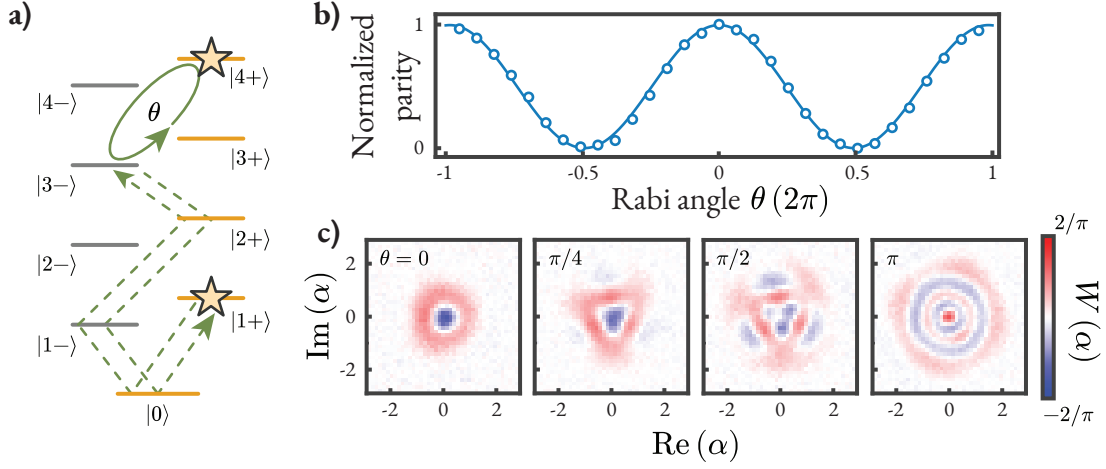 a)
|4+⟩
|4−⟩
θ
|3+⟩
|3−⟩
|2+⟩
|2−⟩
|1+⟩
|1−⟩
|0⟩
b)
Normalized
parity
1
0
-1
-0.5
0
0.5
1
Rabi angle θ (2π)
c)
Im (α)
2
0
-2
θ = 0
π/4
π/2
π
-2 0 2
-2 0 2
-2 0 2
-2 0 2
Re (α)
2/π
W (α)
−2/π